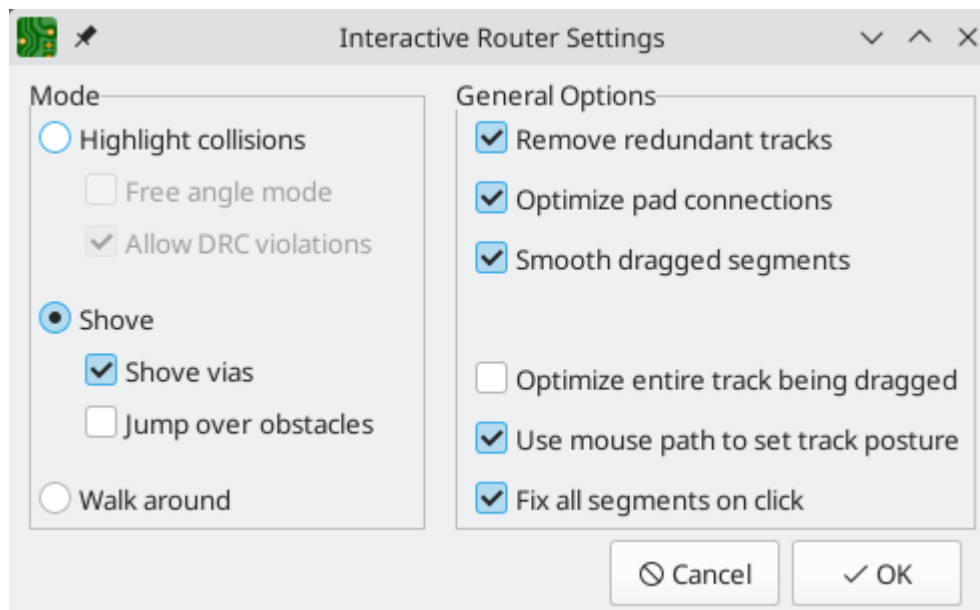 Interactive Router Settings
Mode
Highlight collisions
Free angle mode
Allow DRC violations
Shove
Shove vias
Jump over obstacles
Walk around
General Options
Remove redundant tracks
Optimize pad connections
Smooth dragged segments
Optimize entire track being dragged
Use mouse path to set track posture
Fix all segments on click
Cancel
OK